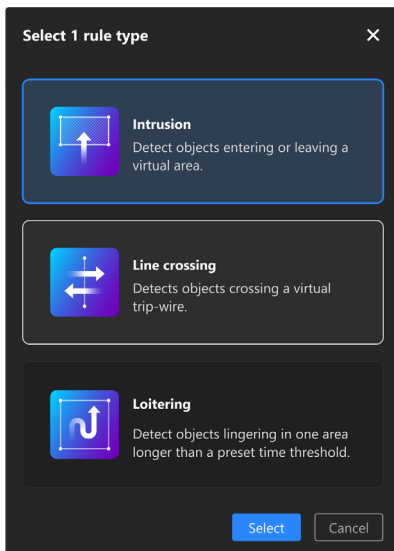 Select 1 rule type
Intrusion
Detect objects entering or leaving a
virtual area.
Line crossing
Detects objects crossing a virtual
trip-wire.
Loitering
Detect objects lingering in one area
longer than a preset time threshold.
Select
Cancel